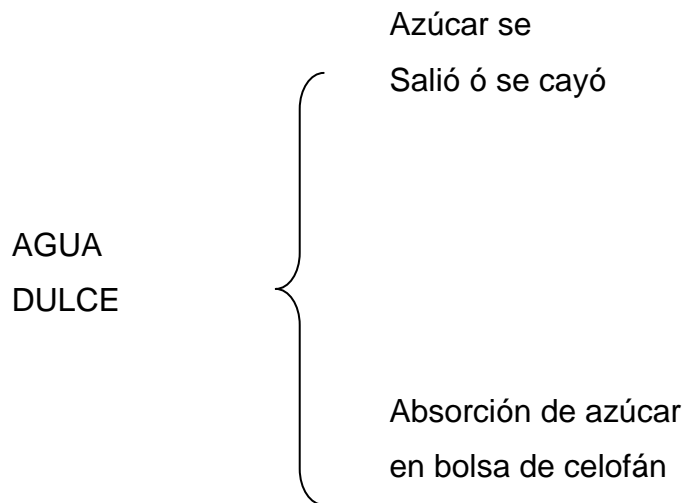 Azúcar se
Salió ó se cayó
AGUA
DULCE
Absorción de azúcar
en bolsa de celofán